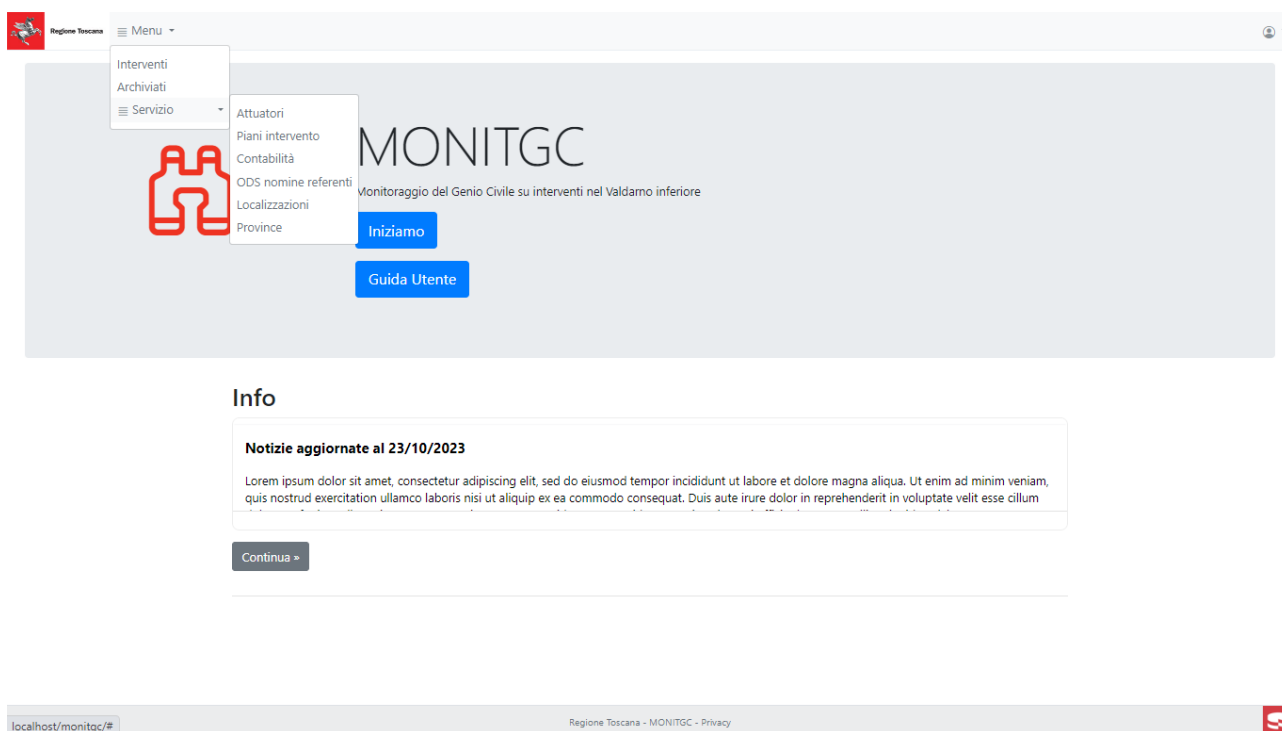 Regione Toscana
Menu
Interventi
Archiviati
Servizio
Attuatori
Piani intervento
Contabilità
ODS nomine referenti
Localizzazioni
Province
MONITGC
Monitoraggio del Genio Civile su interventi nel Valdarno inferiore
Iniziamo
Guida Utente
Info
Notizie aggiornate al 23/10/2023
Lorem ipsum dolor sit amet, consectetur adipiscing elit, sed do eiusmod tempor incididunt ut labore et dolore magna aliqua. Ut enim ad minim veniam,
quis nostrud exercitation ullamco laboris nisi ut aliquip ex ea commodo consequat. Duis aute irure dolor in reprehenderit in voluptate velit esse cillum
Continua »
Regione Toscana - MONITGC - Privacy
localhost/monitgc/#